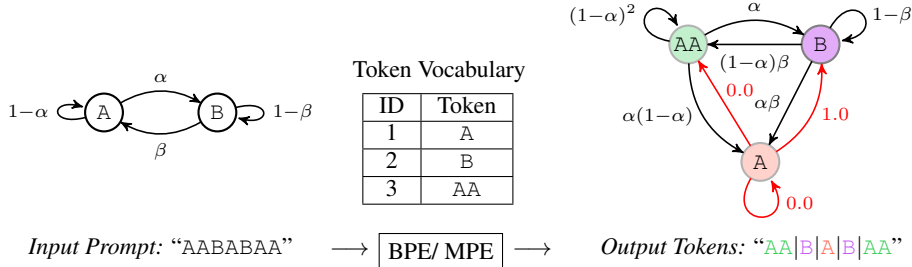 (1−α)²
α
1−β
AA
B
(1−α)β
0.0
αβ
α(1−α)
1.0
A
0.0
α
1−α
A
B
1−β
β
Token Vocabulary
ID Token
1 A
2 B
3 AA
Input Prompt: “AABABAA” → BPE/ MPE → Output Tokens: “AA|B|A|B|AA”